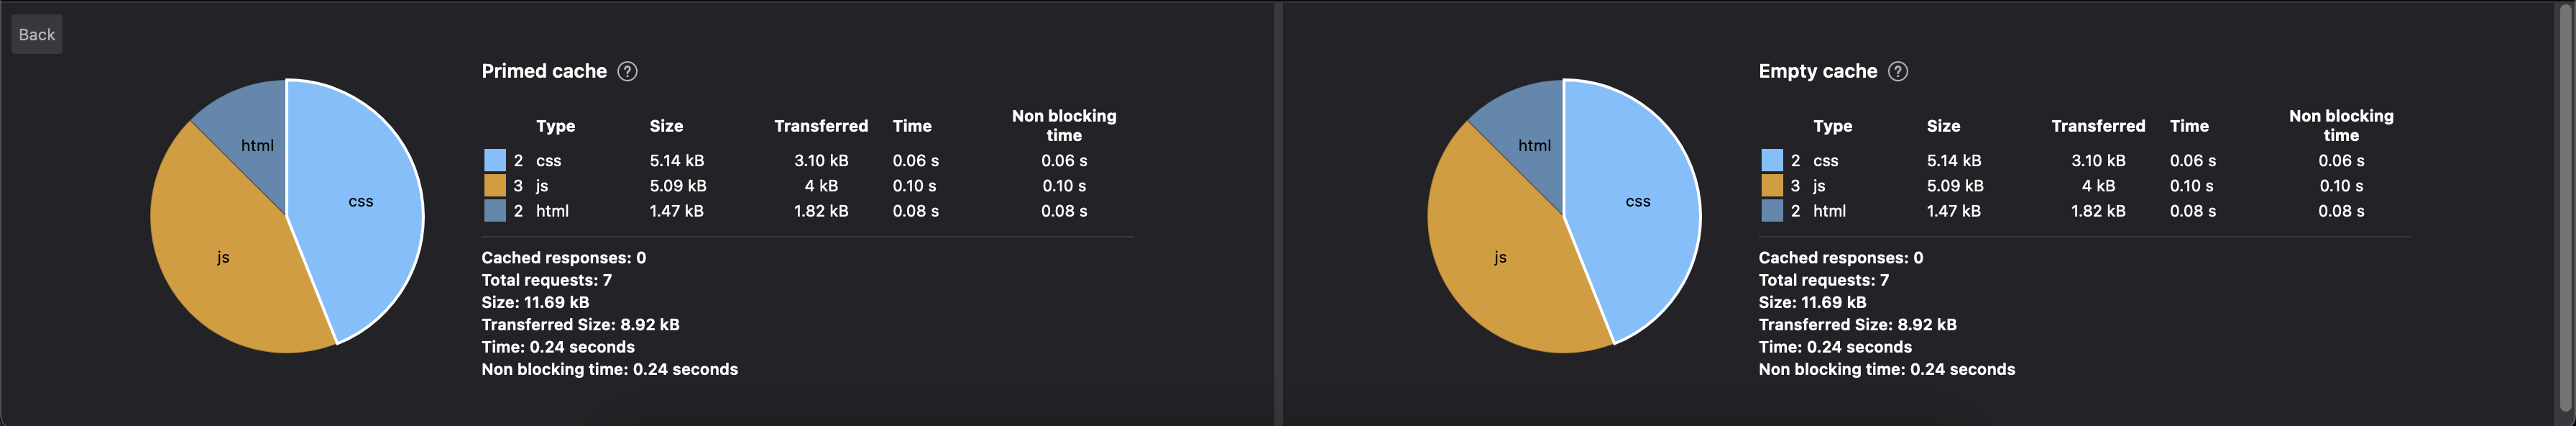 Back
Primed cache ?
Type Size Transferred Time Non blocking time
2 css 5.14 kB 3.10 kB 0.06 s 0.06 s
3 js 5.09 kB 4 kB 0.10 s 0.10 s
2 html 1.47 kB 1.82 kB 0.08 s 0.08 s
Cached responses: 0
Total requests: 7
Size: 11.69 kB
Transferred Size: 8.92 kB
Time: 0.24 seconds
Non blocking time: 0.24 seconds
html
css
js
Empty cache ?
Type Size Transferred Time Non blocking time
2 css 5.14 kB 3.10 kB 0.06 s 0.06 s
3 js 5.09 kB 4 kB 0.10 s 0.10 s
2 html 1.47 kB 1.82 kB 0.08 s 0.08 s
Cached responses: 0
Total requests: 7
Size: 11.69 kB
Transferred Size: 8.92 kB
Time: 0.24 seconds
Non blocking time: 0.24 seconds
html
css
js